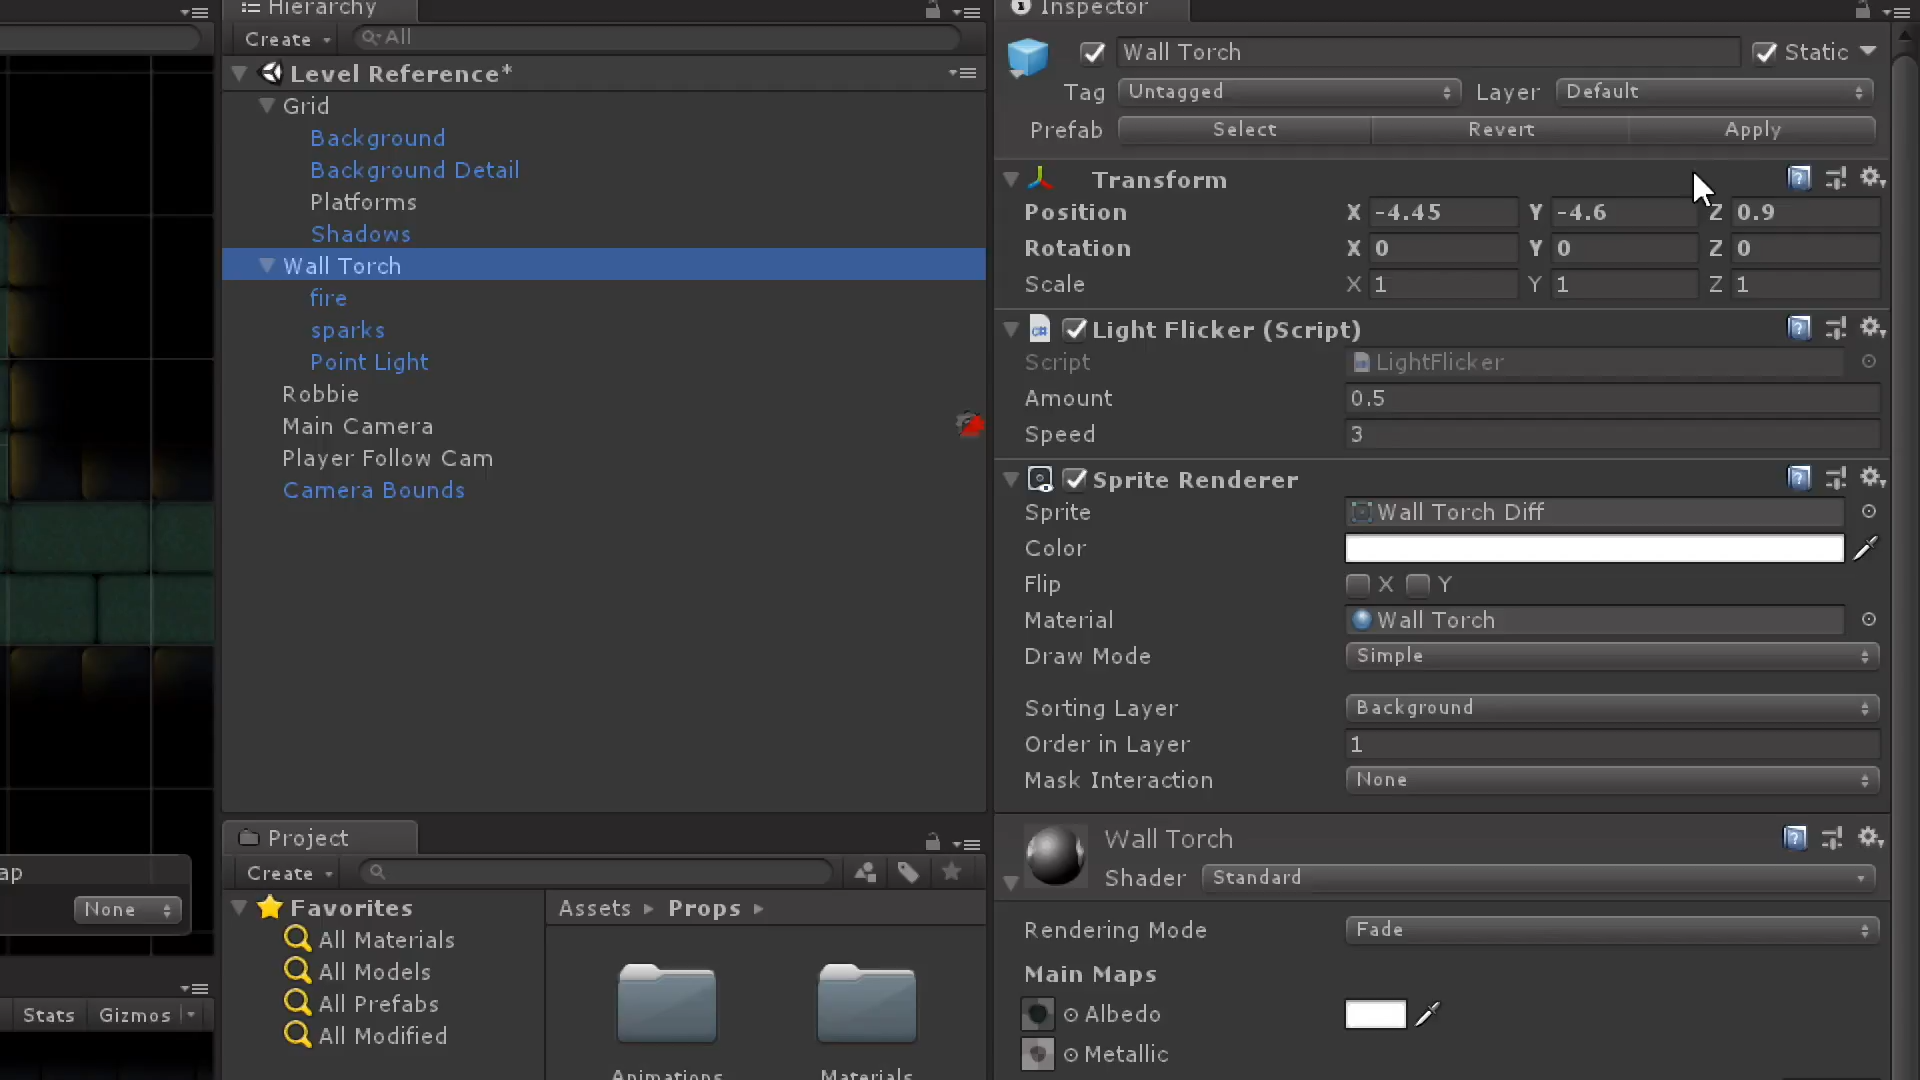 Hierarchy
Create
All
Level Reference*
Grid
Background
Background Detail
Platforms
Shadows
Wall Torch
fire
sparks
Point Light
Robbie
Main Camera
Player Follow Cam
Camera Bounds
ap
None
Stats Gizmos
Project
Create
Favorites
All Materials
All Models
All Prefabs
All Modified
Assets Props
Animations Materials
Inspector
Wall Torch Static
Tag Untagged Layer Default
Prefab Select Revert Apply
Transform
Position X -4.45 Y -4.6 Z 0.9
Rotation X 0 Y 0 Z 0
Scale X 1 Y 1 Z 1
Light Flicker (Script)
Script LightFlicker
Amount 0.5
Speed 3
Sprite Renderer
Sprite Wall Torch Diff
Color
Flip X Y
Material Wall Torch
Draw Mode Simple
Sorting Layer Background
Order in Layer 1
Mask Interaction None
Wall Torch
Shader Standard
Rendering Mode Fade
Main Maps
Albedo
Metallic